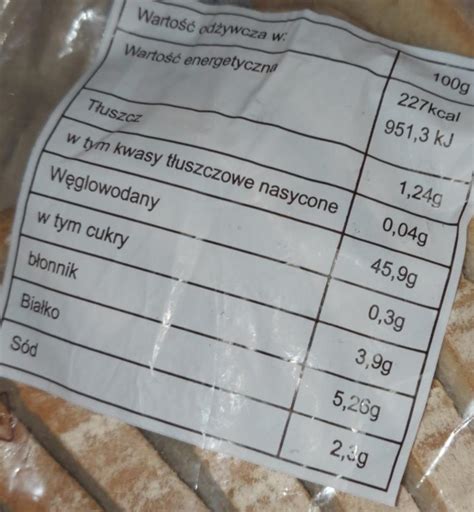 Wartość odżywcza w: 100g
Wartość energetyczna 227kcal
951,3 kJ
Tłuszcz 1,24g
w tym kwasy tłuszczowe nasycone 0,04g
Węglowodany 45,9g
w tym cukry 0,3g
błonnik 3,9g
Białko 5,26g
Sód 2,3g